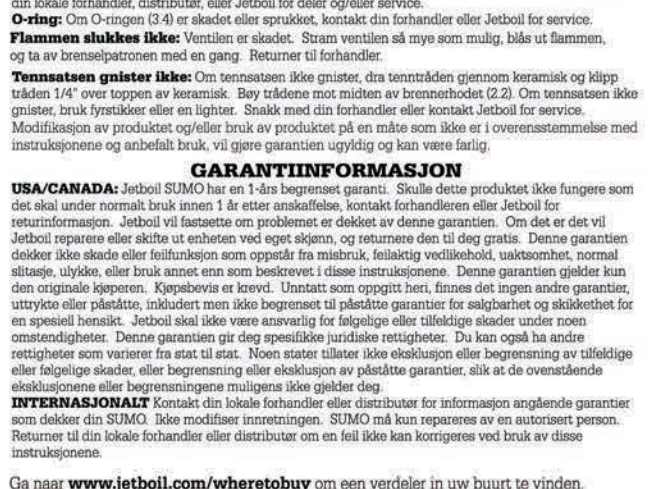 din lokale forhandler, distributør, eller Jetboil for deler og/eller service.
O-ring: Om O-ringen (3.4) er skadet eller sprukket, kontakt din forhandler eller Jetboil for service.
Flammen slukkes ikke: Ventilen er skadet. Stram ventilen så mye som mulig, blås ut flammen,
og ta av brenselpatronen med en gang. Returner til forhandler.
Tennsatsen gnister ikke: Om tennsatsen ikke gnister, dra tenntråden gjennom keramisk og klipp
tråden 1/4" over toppen av keramisk. Bøy trådene mot midten av brennerhodet (2.2). Om tennsatsen ikke
gnister, bruk fyrstikker eller en lighter. Snakk med din forhandler eller kontakt Jetboil for service.
Modifikasjon av produktet og/eller bruk av produktet på en måte som ikke er i overensstemmelse med
instruksjonene og anbefalt bruk, vil gjøre garantien ugyldig og kan være farlig.
GARANTIINFORMASJON
USA/CANADA: Jetboil SUMO har en 1-års begrenset garanti. Skulle dette produktet ikke fungere som
det skal under normalt bruk innen 1 år etter anskaffelse, kontakt forhandleren eller Jetboil for
returinformasjon. Jetboil vil fastsette om problemet er dekket av denne garantien. Om det er det vil
Jetboil reparere eller skifte ut enheten ved eget skjønn, og returnere den til deg gratis. Denne garantien
dekker ikke skade eller feilfunksjon som oppstår fra misbruk, feilaktig vedlikehold, uaktsomhet, normal
slitasje, ulykke, eller bruk annet enn som beskrevet i disse instruksjonene. Denne garantien gjelder kun
den originale kjøperen. Kjøpsbevis er krevd. Unntatt som oppgitt heri, finnes det ingen andre garantier,
uttrykte eller påståtte, inkludert men ikke begrenset til påståtte garantier for salgbarhet og skikkethet for
en spesiell hensikt. Jetboil skal ikke være ansvarlig for følgelige eller tilfeldige skader under noen
omstendigheter. Denne garantien gir deg spesifikke juridiske rettigheter. Du kan også ha andre
rettigheter som varierer fra stat til stat. Noen stater tillater ikke eksklusjon eller begrensning av tilfeldige
eller følgelige skader, eller begrensning eller eksklusjon av påståtte garantier, slik at de ovenstående
eksklusjonene eller begrensningene muligens ikke gjelder deg.
INTERNASJONALT Kontakt din lokale forhandler eller distributør for informasjon angående garantier
som dekker din SUMO. Ikke modifiser innretningen. SUMO må kun repareres av en autorisert person.
Returner til din lokale forhandler eller distributør om en feil ikke kan korrigeres ved bruk av disse
instruksjonene.
Ga naar www.jetboil.com/wheretobuy om een verdeler in uw buurt te vinden.